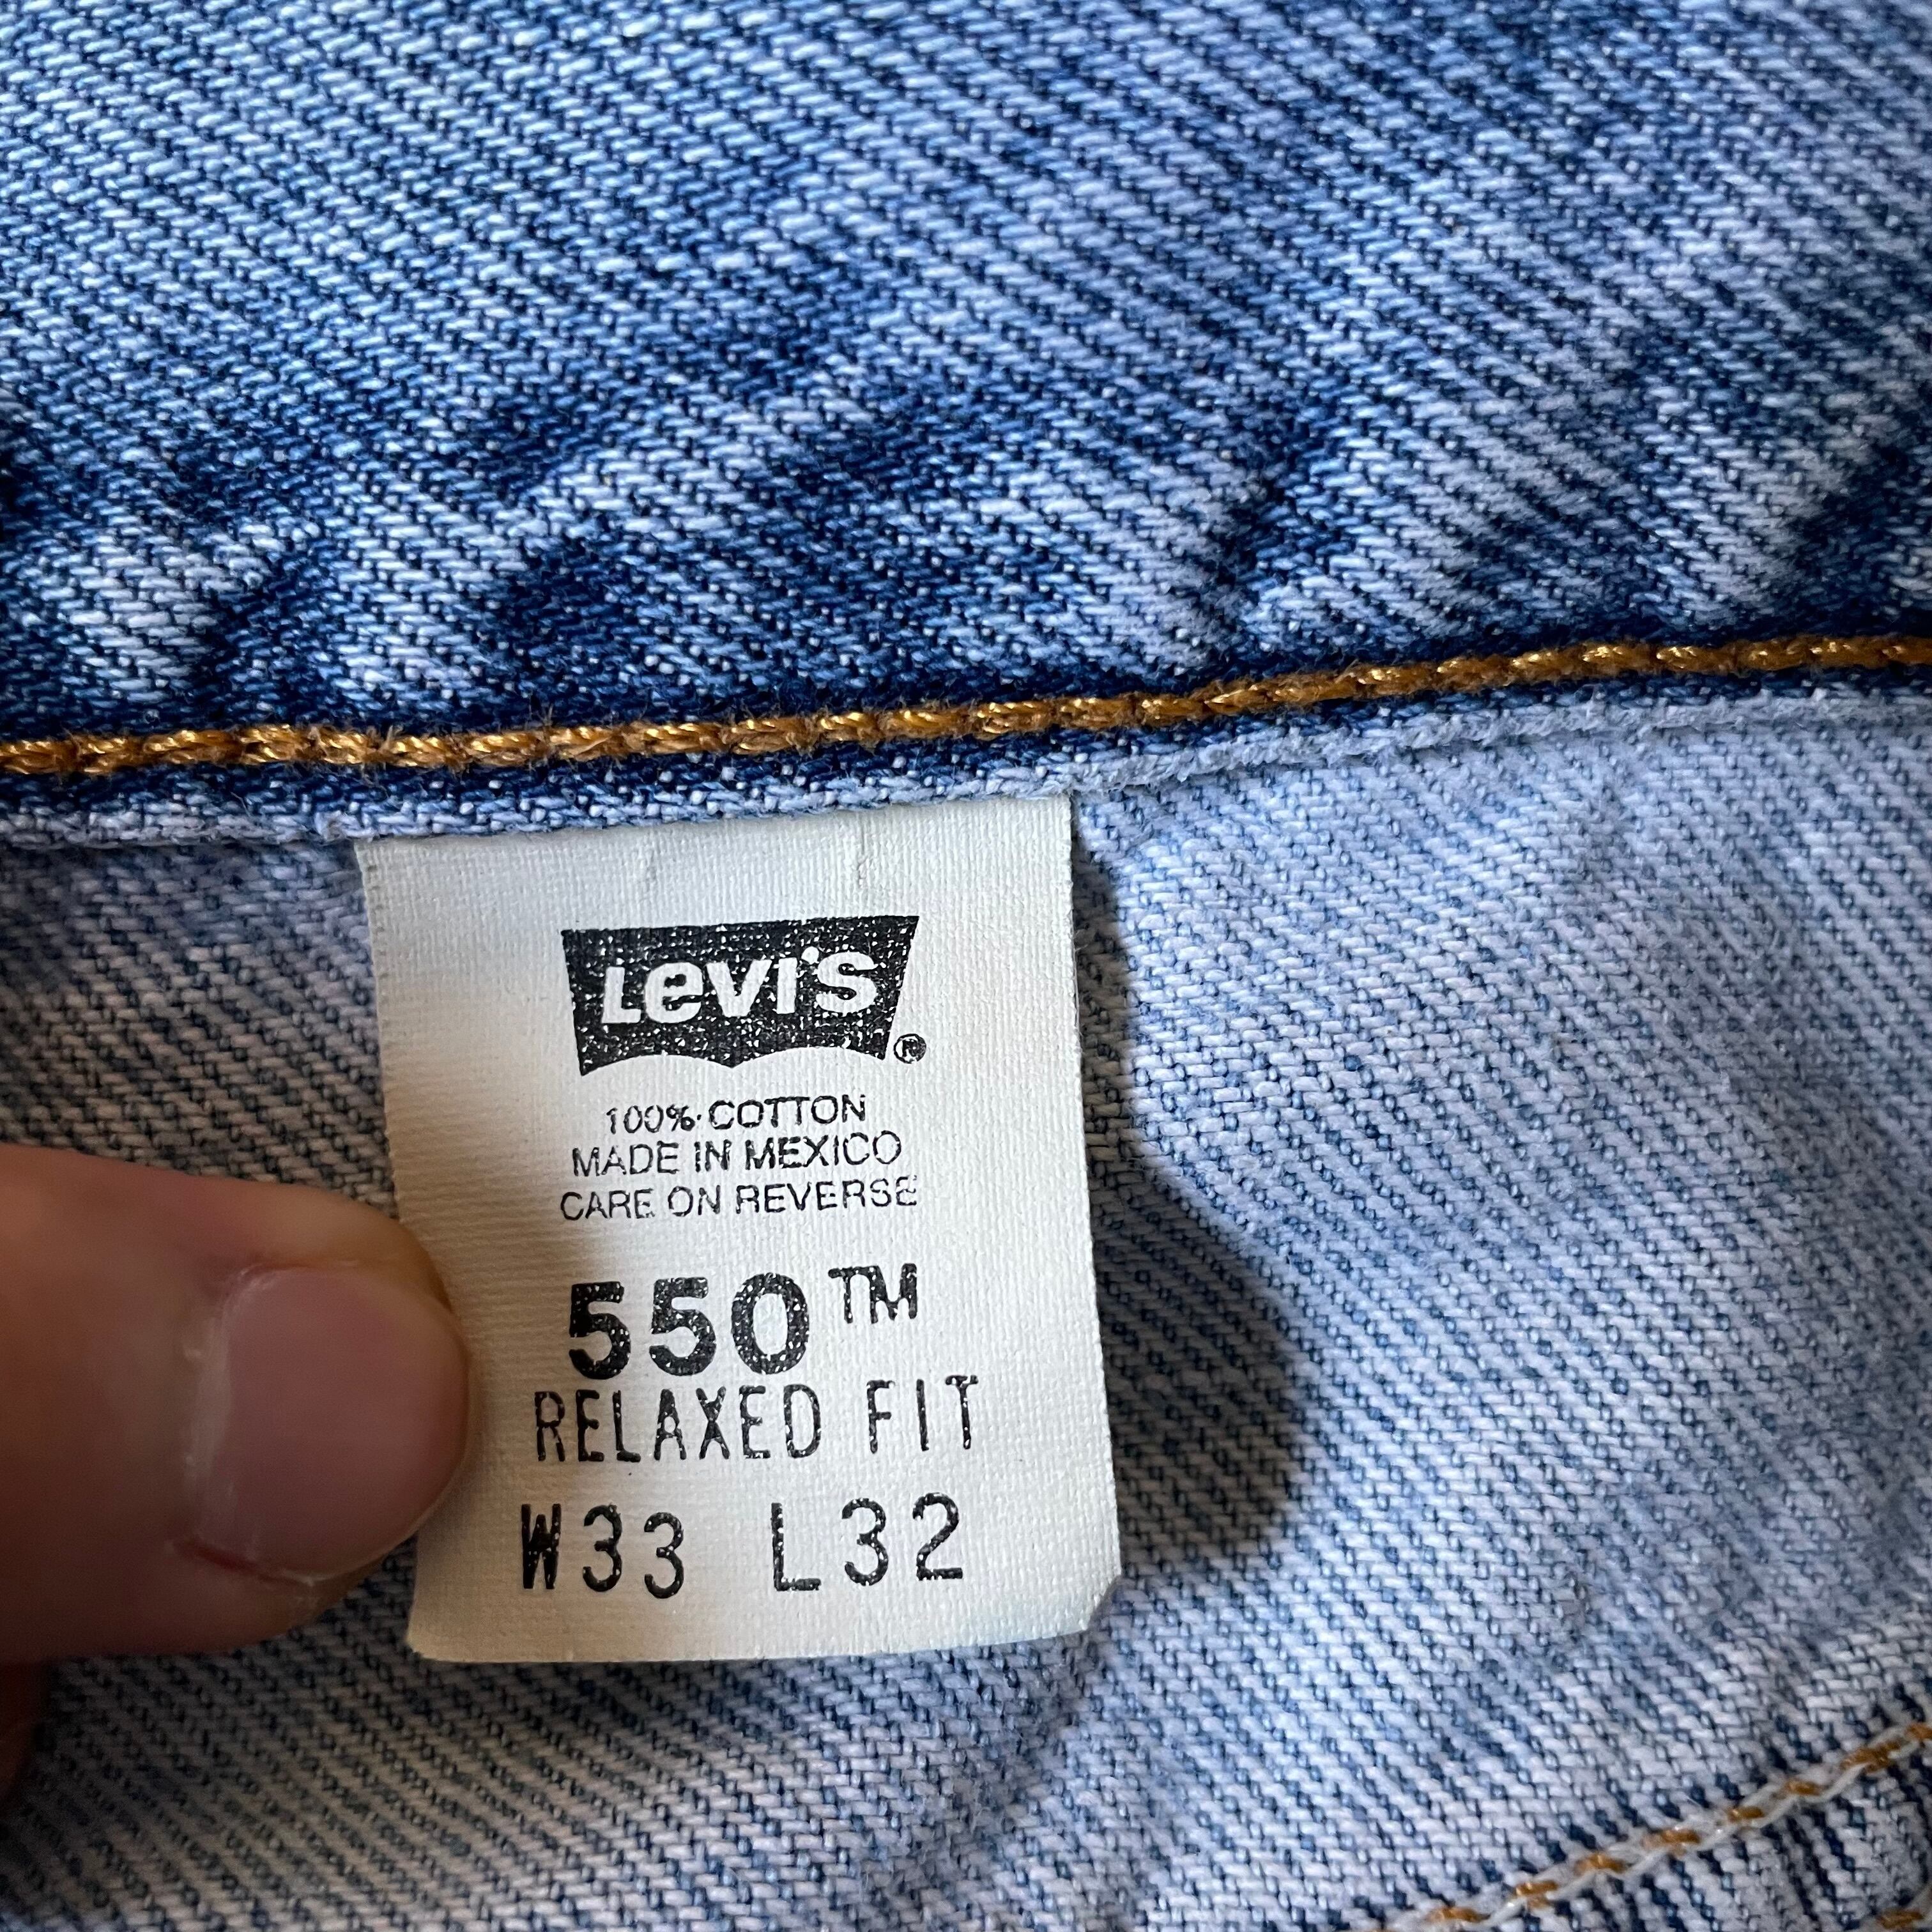 Levi's ®
100% COTTON
MADE IN MEXICO
CARE ON REVERSE
550™
RELAXED FIT
W33 L32